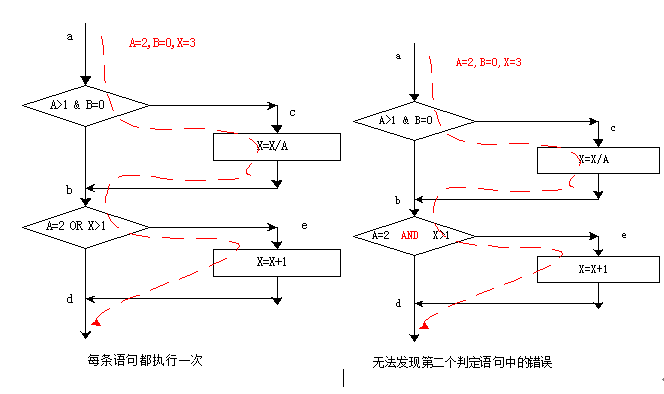 a
A=2,B=0,X=3
A>1 & B=0
c
X=X/A
b
A=2 OR X>1
e
X=X+1
d
每条语句都执行一次
a
A=2,B=0,X=3
A>1 & B=0
c
X=X/A
b
A=2 AND X>1
e
X=X+1
d
无法发现第二个判定语句中的错误